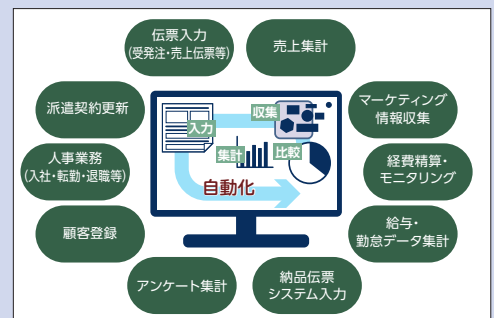 伝票入力
(受発注・売上伝票等)
売上集計
派遣契約更新
マーケティング
情報収集
人事業務
(入社・転勤・退職等)
経費精算・
モニタリング
顧客登録
給与・
勤怠データ集計
アンケート集計
納品伝票
システム入力
入力
収集
集計
比較
自動化